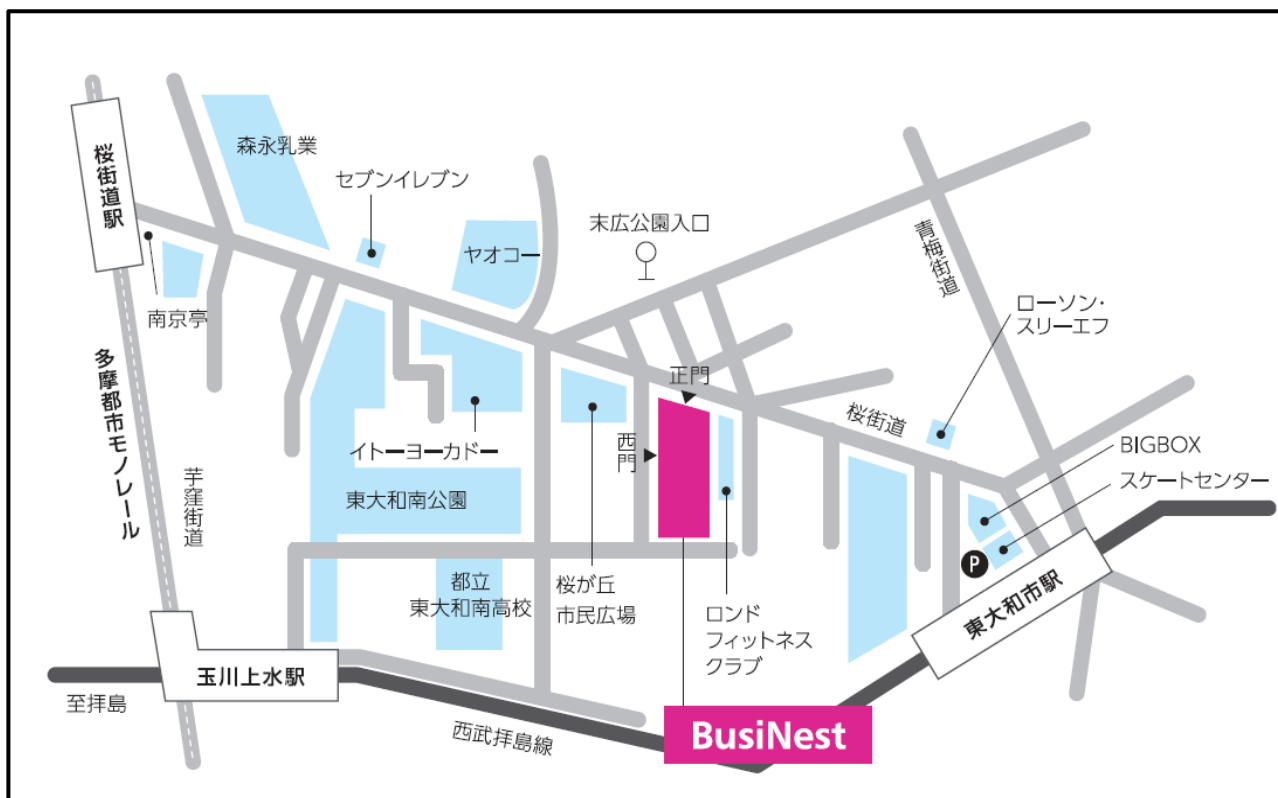 森永乳業
桜街道駅
セブンイレブン
末広公園入口
ヤオコー
青梅街道
南京亭
ローソン・
スリーエフ
多摩都市モノレール
正門
桜街道
西門
イトーヨーカドー
BIGBOX
芋窪街道
スケートセンター
東大和南公園
P
都立
東大和南高校
桜が丘
市民広場
ロンド
フィットネス
クラブ
東大和市駅
玉川上水駅
至拝島
西武拝島線
BusiNest